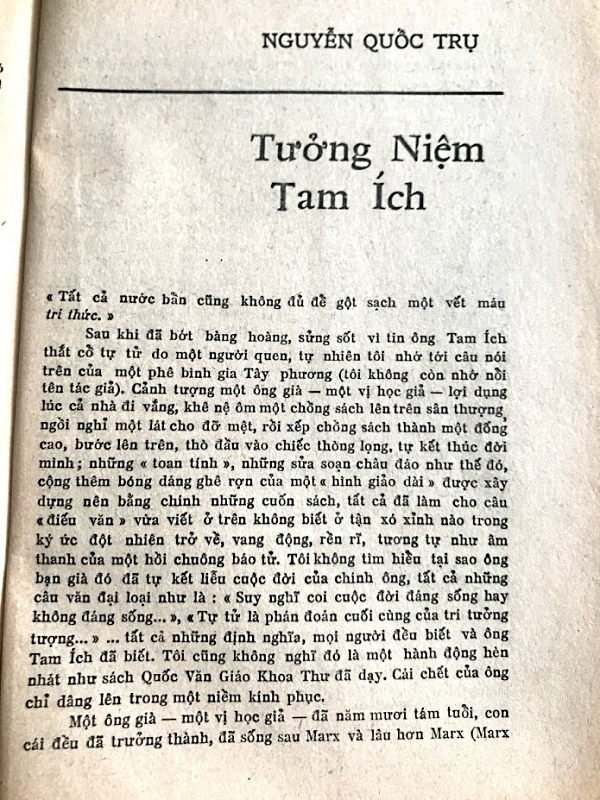 NGUYỄN QUỐC TRỤ
Tưởng Niệm
Tam Ích
« Tất cả nước bần cũng không đủ để gột sạch một vết máu
tri thức. »
Sau khi đã bớt bàng hoàng, sửng sốt vì tin ông Tam Ích
thắt cổ tự tử do một người quen, tự nhiên tôi nhớ tới câu nói
trên của một phê bình gia Tây phương (tôi không còn nhớ nổi
tên tác giả). Cảnh tượng một ông già — một vị học giả — lợi dụng
lúc cả nhà đi vắng, khê nệ ôm một chồng sách lên trên sân thượng,
ngồi nghỉ một lát cho đỡ mệt, rồi xếp chồng sách thành một đống
cao, bước lên trên, thò đầu vào chiếc thòng lọng, tự kết thúc đời
mình; những « toan tính », những sửa soạn châu đáo như thế đó,
cộng thêm bóng dáng ghê rợn của một « hình giảo dài » được xây
dựng nên bằng chính những cuốn sách, tất cả đã làm cho câu
« điếu văn » vừa viết ở trên không biết ở tận xó xỉnh nào trong
ký ức đột nhiên trở về, vang động, rền rĩ, tương tự như âm
thanh của một hồi chuông báo tử. Tôi không tìm hiểu tại sao ông
bạn già đó đã tự kết liễu cuộc đời của chính ông, tất cả những
câu văn đại loại như là : « Suy nghĩ coi cuộc đời đáng sống hay
không đáng sống... », « Tự tử là phán đoán cuối cùng của trí tưởng
tượng... » ... tất cả những định nghĩa, mọi người đều biết và ông
Tam Ích đã biết. Tôi cũng không nghĩ đó là một hành động hèn
nhát như sách Quốc Văn Giáo Khoa Thư đã dạy. Cái chết của ông
chỉ dâng lên trong một niềm kính phục.
Một ông già — một vị học giả — đã năm mươi tám tuổi, con
cái đều đã trưởng thành, đã sống sau Marx và lâu hơn Marx (Marx